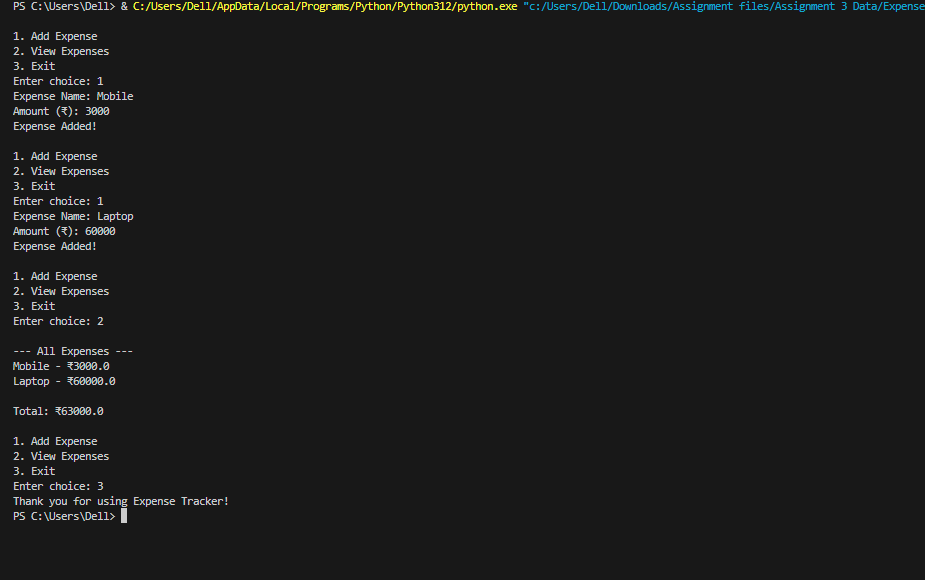 PS C:\Users\Dell> & C:/Users/Dell/AppData/Local/Programs/Python/Python312/python.exe "c:/Users/Dell/Downloads/Assignment files/Assignment 3 Data/Expense
1. Add Expense
2. View Expenses
3. Exit
Enter choice: 1
Expense Name: Mobile
Amount (₹): 3000
Expense Added!
1. Add Expense
2. View Expenses
3. Exit
Enter choice: 1
Expense Name: Laptop
Amount (₹): 60000
Expense Added!
1. Add Expense
2. View Expenses
3. Exit
Enter choice: 2
--- All Expenses ---
Mobile - ₹3000.0
Laptop - ₹60000.0
Total: ₹63000.0
1. Add Expense
2. View Expenses
3. Exit
Enter choice: 3
Thank you for using Expense Tracker!
PS C:\Users\Dell>